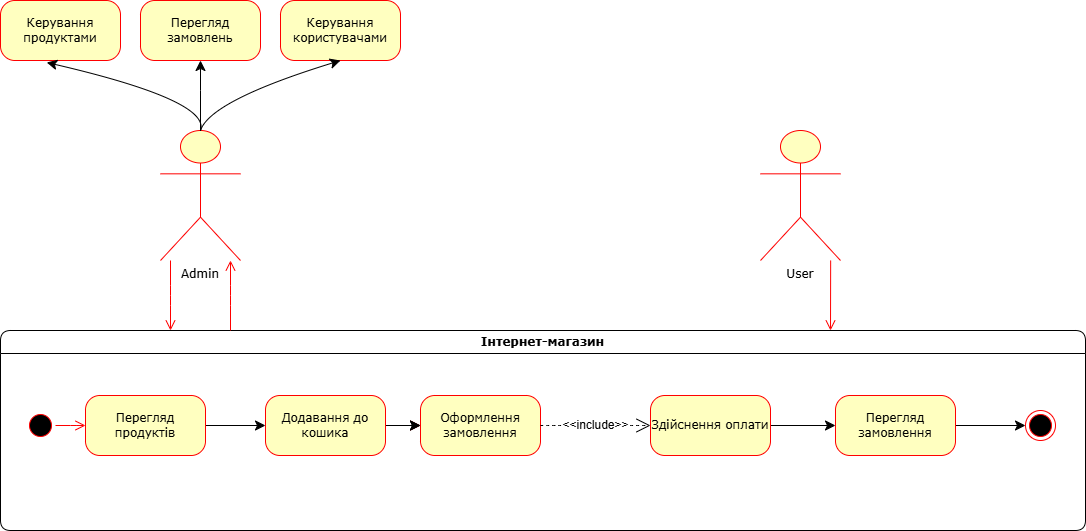 Керування
продуктами
Перегляд
замовлень
Керування
користувачами
Admin
User
Інтернет-магазин
Перегляд
продуктів
Додавання до
кошика
Оформлення
замовлення
<<include>>
Здійснення оплати
Перегляд
замовлення